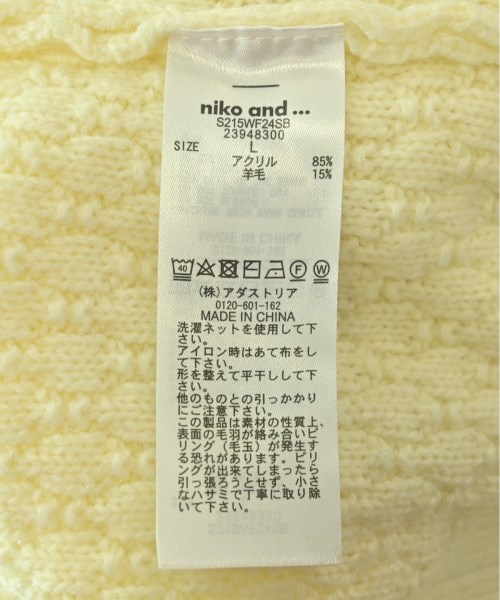 niko and ...
S215WF24SB
23948300
SIZE L
アクリル 85%
羊毛 15%
40 F W
(株)アダストリア
0120-601-162
MADE IN CHINA
洗濯ネットを使用して下
さい。
アイロン時はあて布をし
て下さい。
形を整えて平干しして下
さい。
他のものとの引っかかり
にご注意下さい。
この製品は素材の性質上、
表面の毛羽が絡み合いピ
リング(毛玉)が発生す
る恐れがあります。ピリ
ングが出来てしまったら
引っ張ろうとせず、小さ
なハサミで丁寧に取り除
いて下さい。